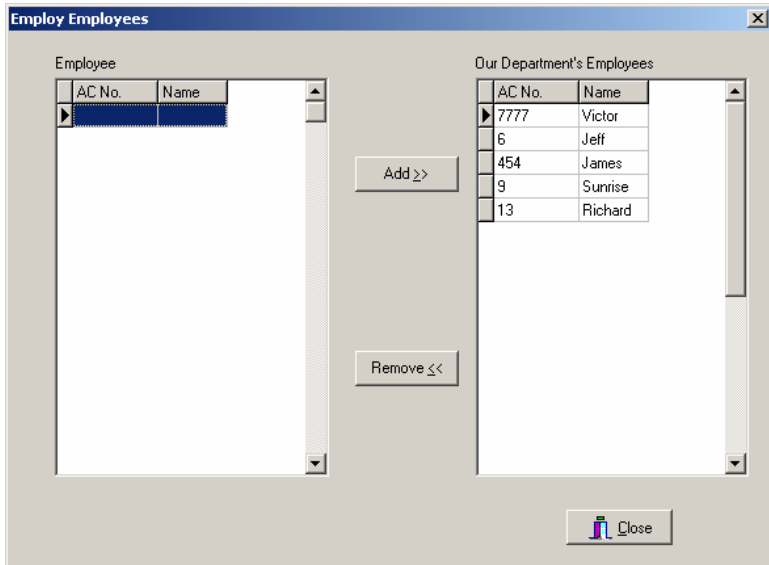 Employ Employees
Employee
AC No. Name
Add >>
Remove <<
Our Department's Employees
AC No. Name
7777 Victor
6 Jeff
454 James
9 Sunrise
13 Richard
Close